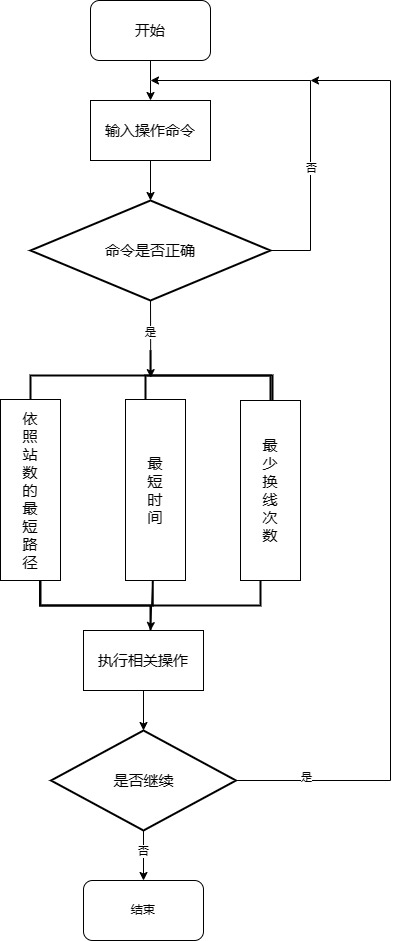 开始
输入操作命令
否
命令是否正确
是
依照站数的最短路径
最短时间
最少换线次数
执行相关操作
是否继续
是
否
结束